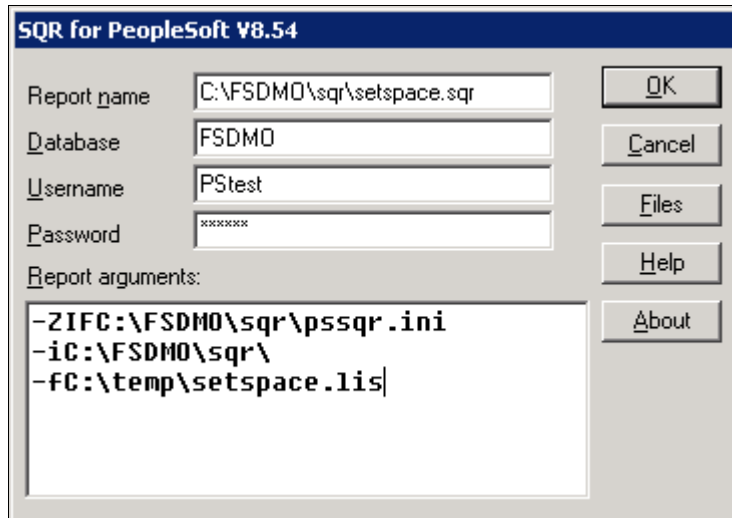 SQR for PeopleSoft V8.54
Report name C:\FSDMO\sqr\setspace.sqr OK
Database FSDMO Cancel
Username PStest
Files
Password xxxxxx
Help
Report arguments:
-ZIFC:\FSDMO\sqr\pssqr.ini About
-iC:\FSDMO\sqr\
-fC:\temp\setspace.lis